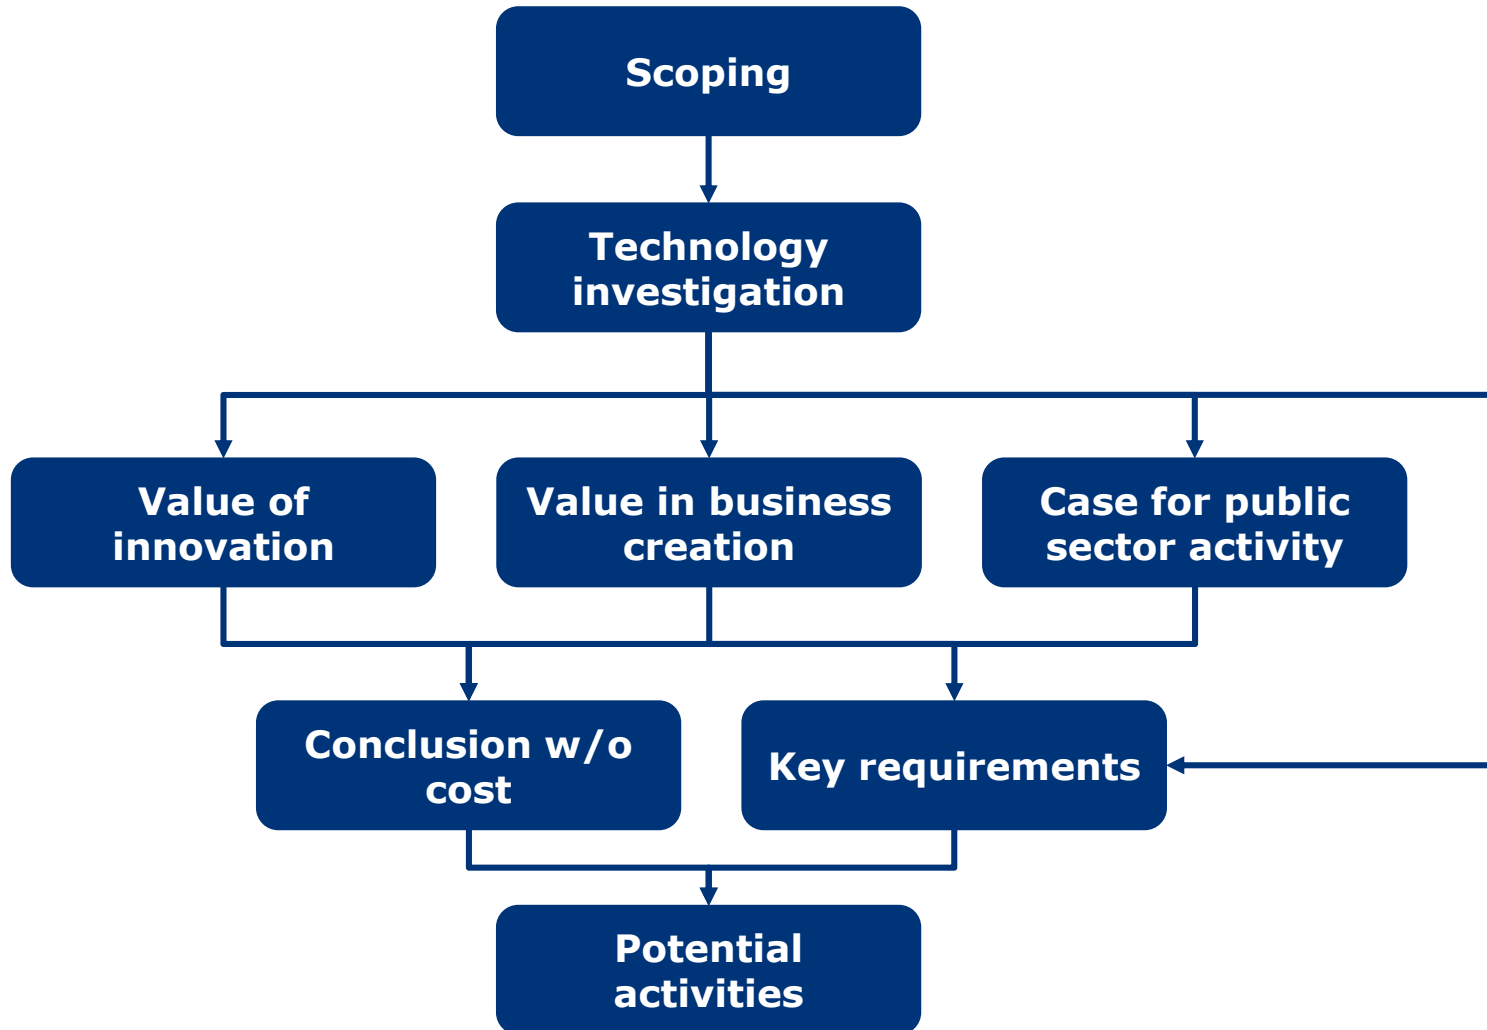 Scoping
Technology
investigation
Value of
innovation
Value in business
creation
Case for public
sector activity
Conclusion w/o
cost
Key requirements
Potential
activities